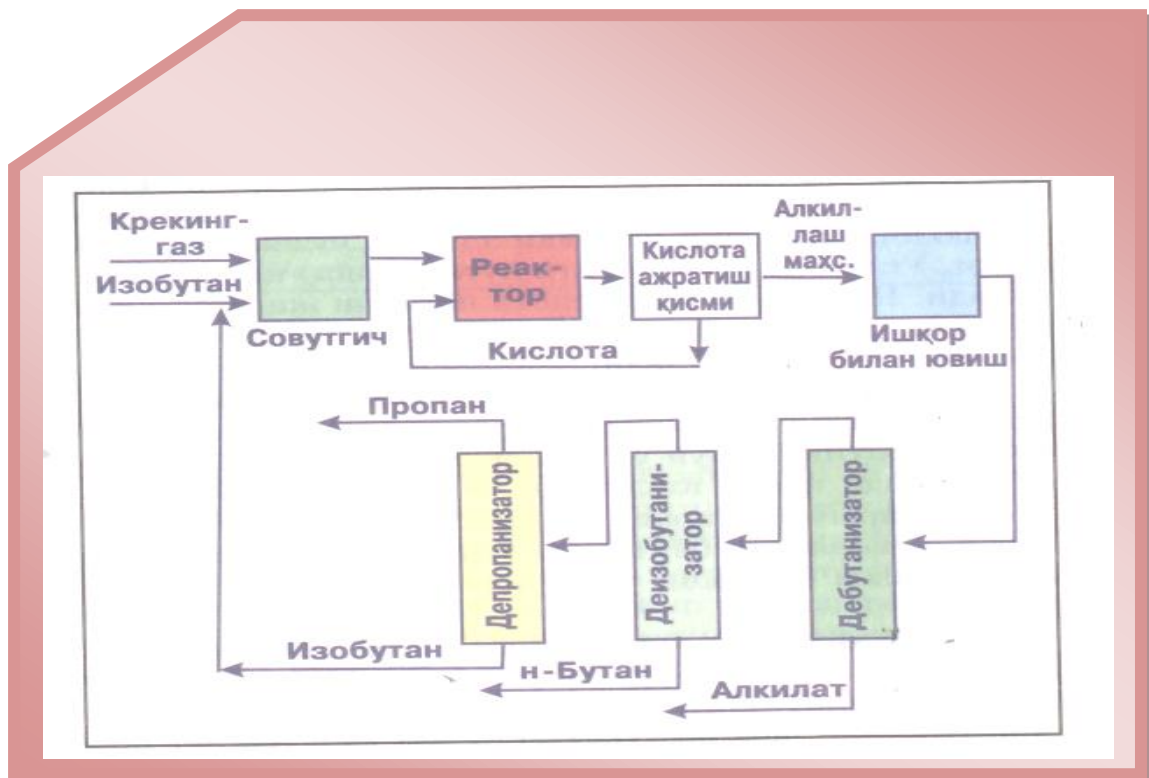 Крекинг-
газ
Изобутан
Совутгич
Реак-
тор
Кислота
ажратиш
қисми
Алкил-
лаш
маҳс.
Ишқор
билан ювиш
Кислота
Пропан
Депропанизатор
Деизобутани-
затор
Дебутанизатор
Изобутан
н-Бутан
Алкилат